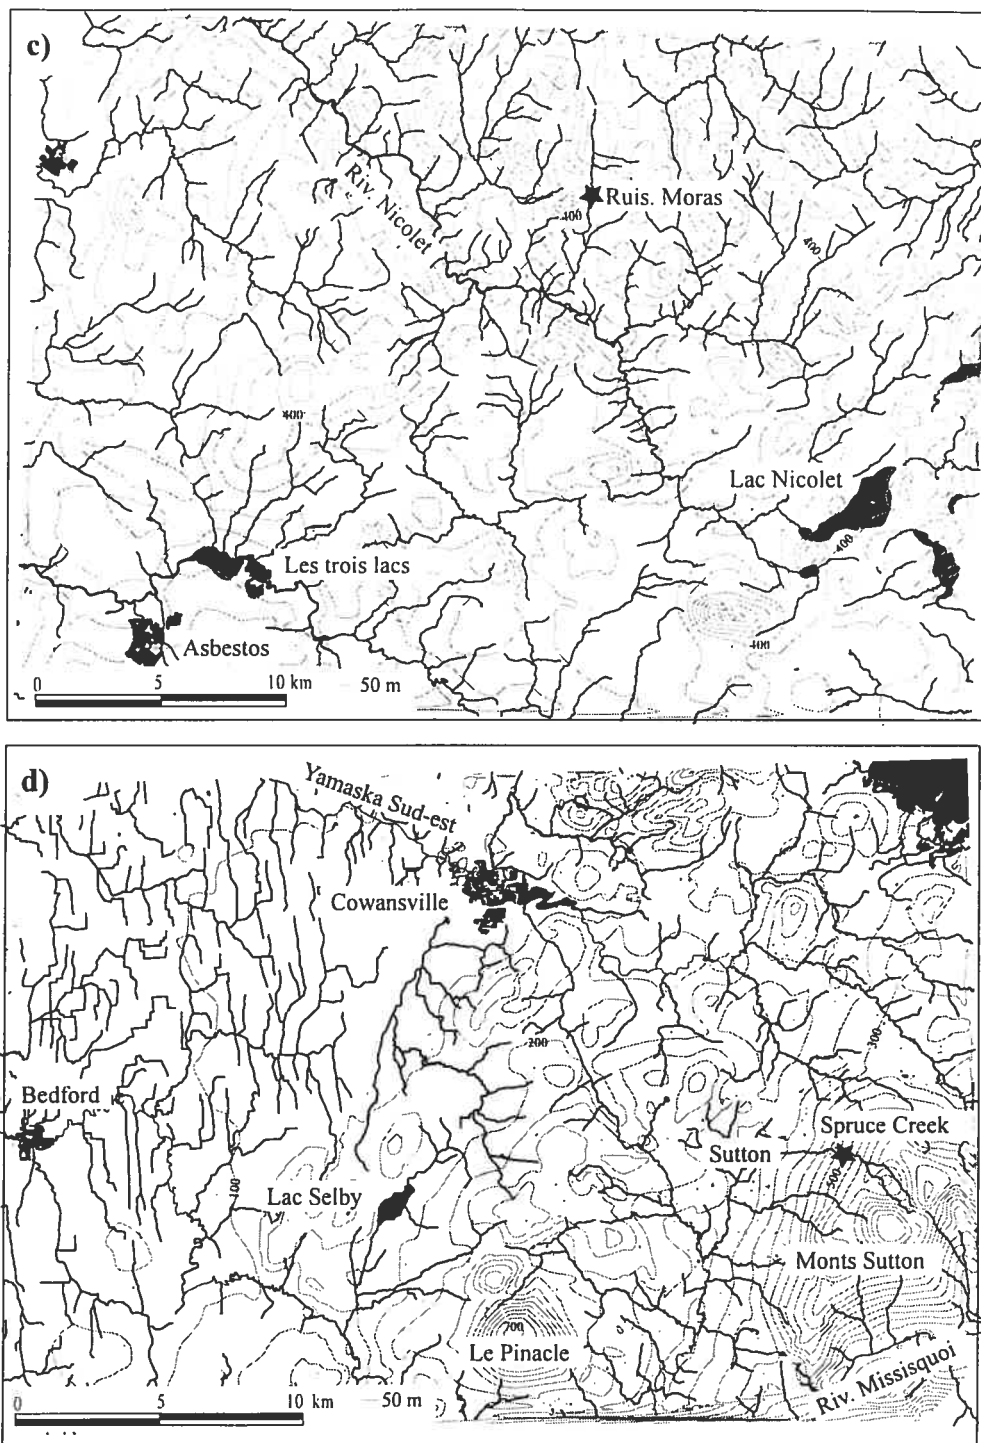 c)
Riv. Nicolet
Ruis. Moras
400
400
400
Lac Nicolet
400
Les trois lacs
Asbestos
400
0 5 10 km 50 m
d)
Yamaska Sud-est
Cowansville
200
300
Bedford
Spruce Creek
Sutton
500
100
Lac Selby
Monts Sutton
700
Le Pinacle
Riv. Missisquoi
0 5 10 km 50 m